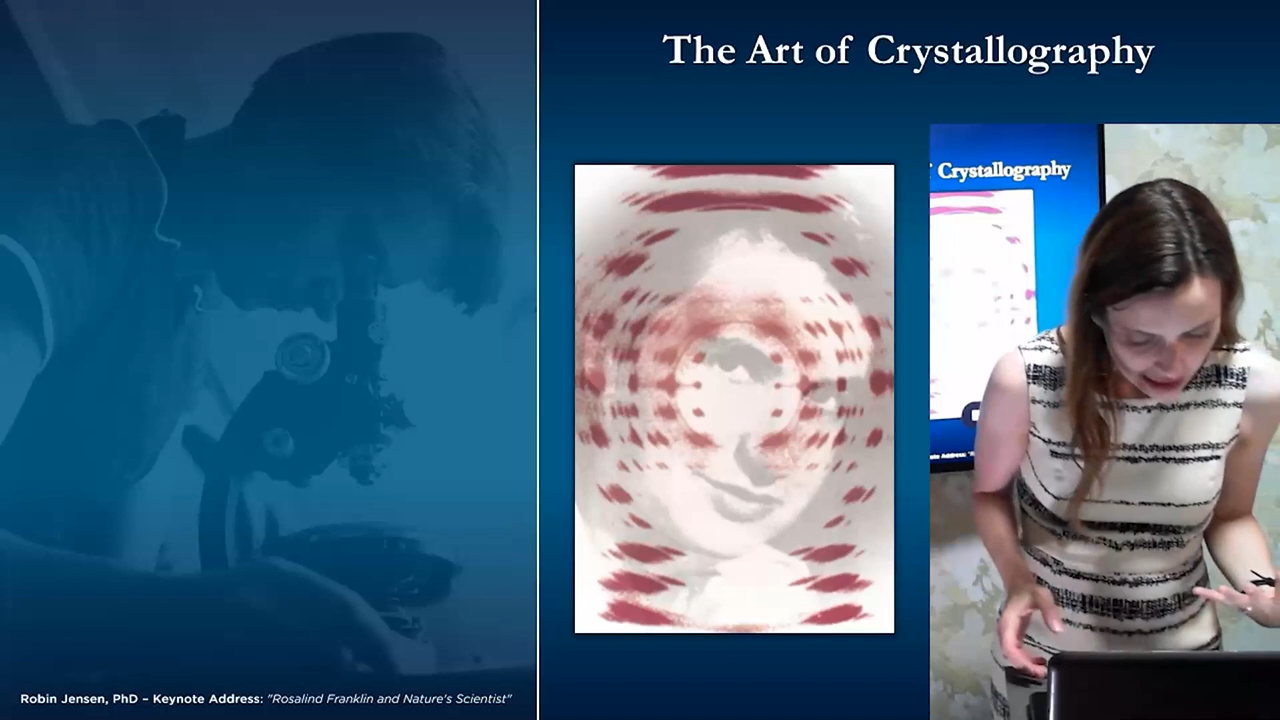 The Art of Crystallography
Crystallography
Robin Jensen, PhD – Keynote Address: "Rosalind Franklin and Nature's Scientist"